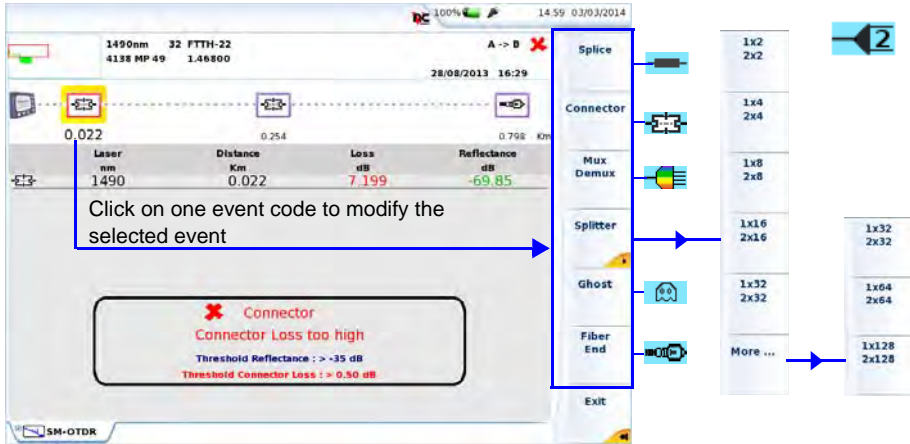 100%
14.59 03/03/2014
1490nm 32 FTTH-22 A -> B
4138 MP 49 1.46800
28/08/2013 16:29
0.022 0.254 0.798 Km
Laser Distance Loss Reflectance
nm Km dB dB
1490 0.022 7.199 -69.85
Click on one event code to modify the
selected event
Connector
Connector Loss too high
Threshold Reflectance : > -35 dB
Threshold Connector Loss : > 0.50 dB
SM-OTDR
Splice
Connector
Mux
Demux
Splitter
Ghost
Fiber
End
Exit
1x2
2x2
1x4
2x4
1x8
2x8
1x16
2x16
1x32
2x32
More ...
2
1x32
2x32
1x64
2x64
1x128
2x128